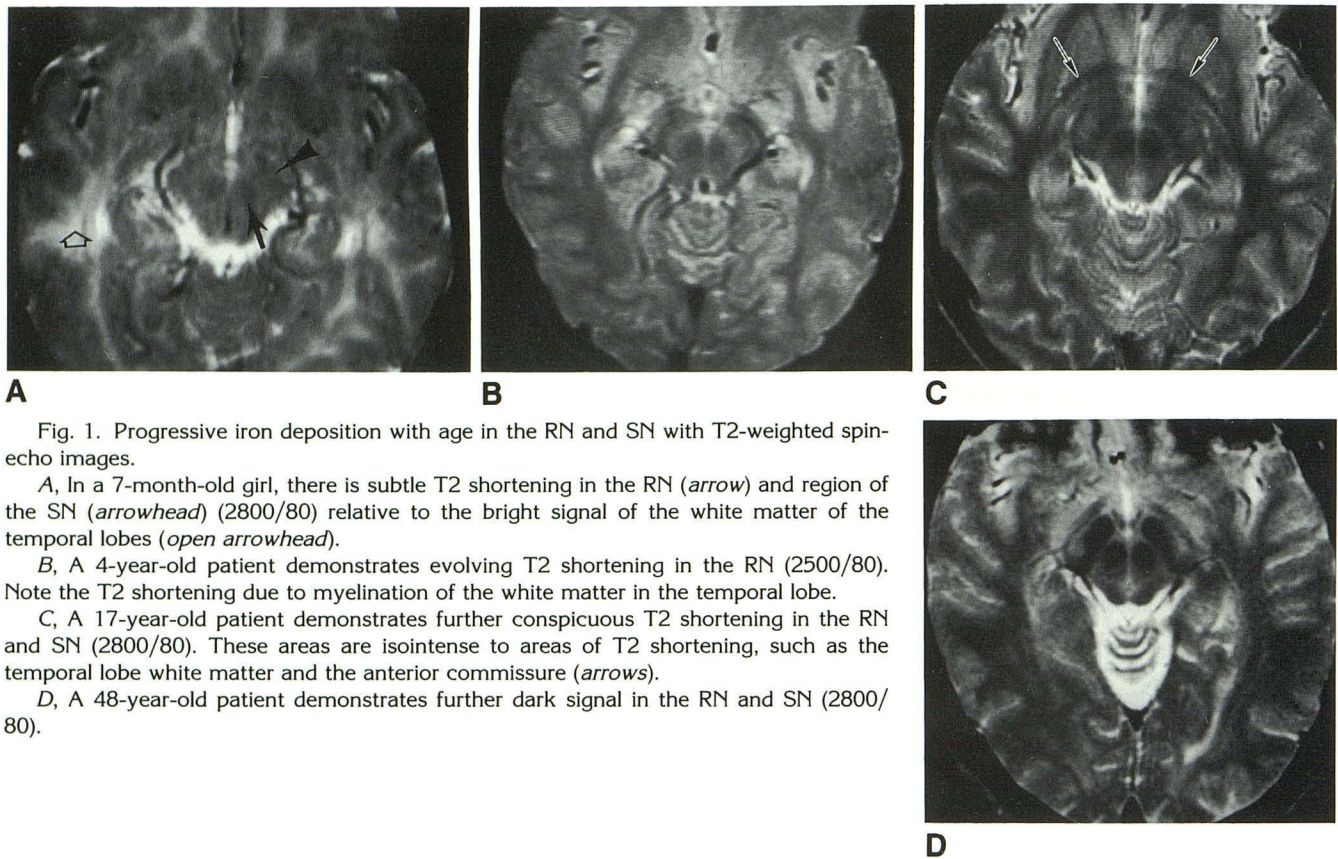 A
B
C
Fig. 1. Progressive iron deposition with age in the RN and SN with T2-weighted spin-
echo images.
A, In a 7-month-old girl, there is subtle T2 shortening in the RN (arrow) and region of
the SN (arrowhead) (2800/80) relative to the bright signal of the white matter of the
temporal lobes (open arrowhead).
B, A 4-year-old patient demonstrates evolving T2 shortening in the RN (2500/80).
Note the T2 shortening due to myelination of the white matter in the temporal lobe.
C, A 17-year-old patient demonstrates further conspicuous T2 shortening in the RN
and SN (2800/80). These areas are isointense to areas of T2 shortening, such as the
temporal lobe white matter and the anterior commissure (arrows).
D, A 48-year-old patient demonstrates further dark signal in the RN and SN (2800/
80).
D